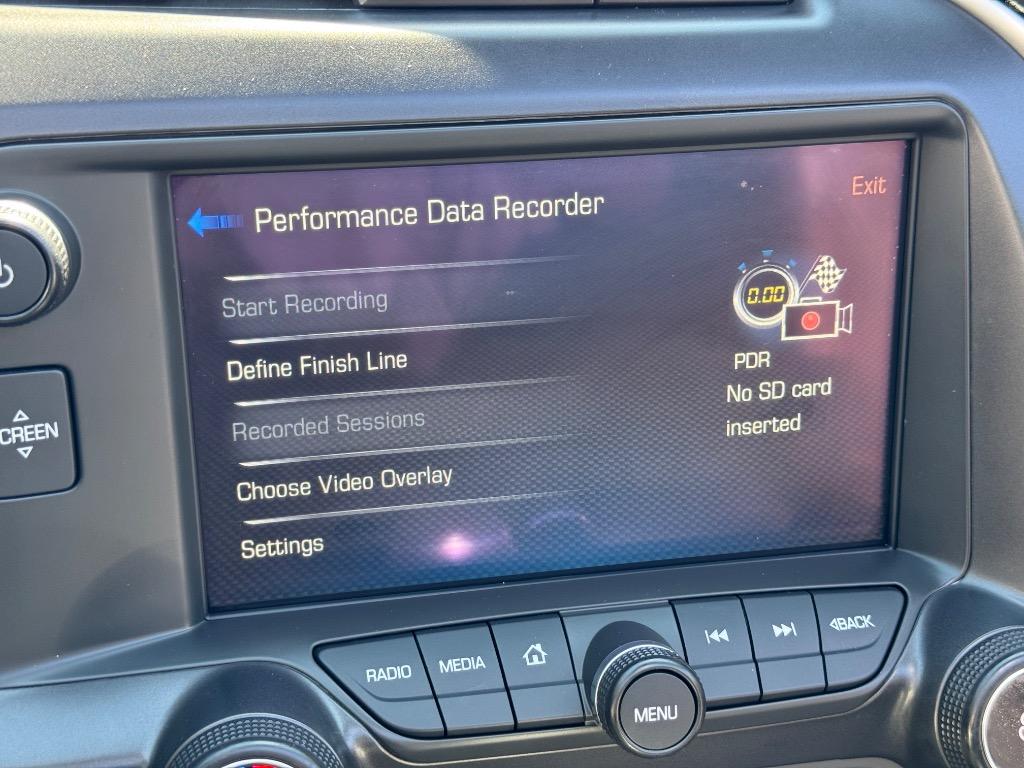 Performance Data Recorder
Exit
Start Recording
Define Finish Line
Recorded Sessions
Choose Video Overlay
Settings
0.00
PDR
No SD card
inserted
CREEN
RADIO
MEDIA
MENU
BACK